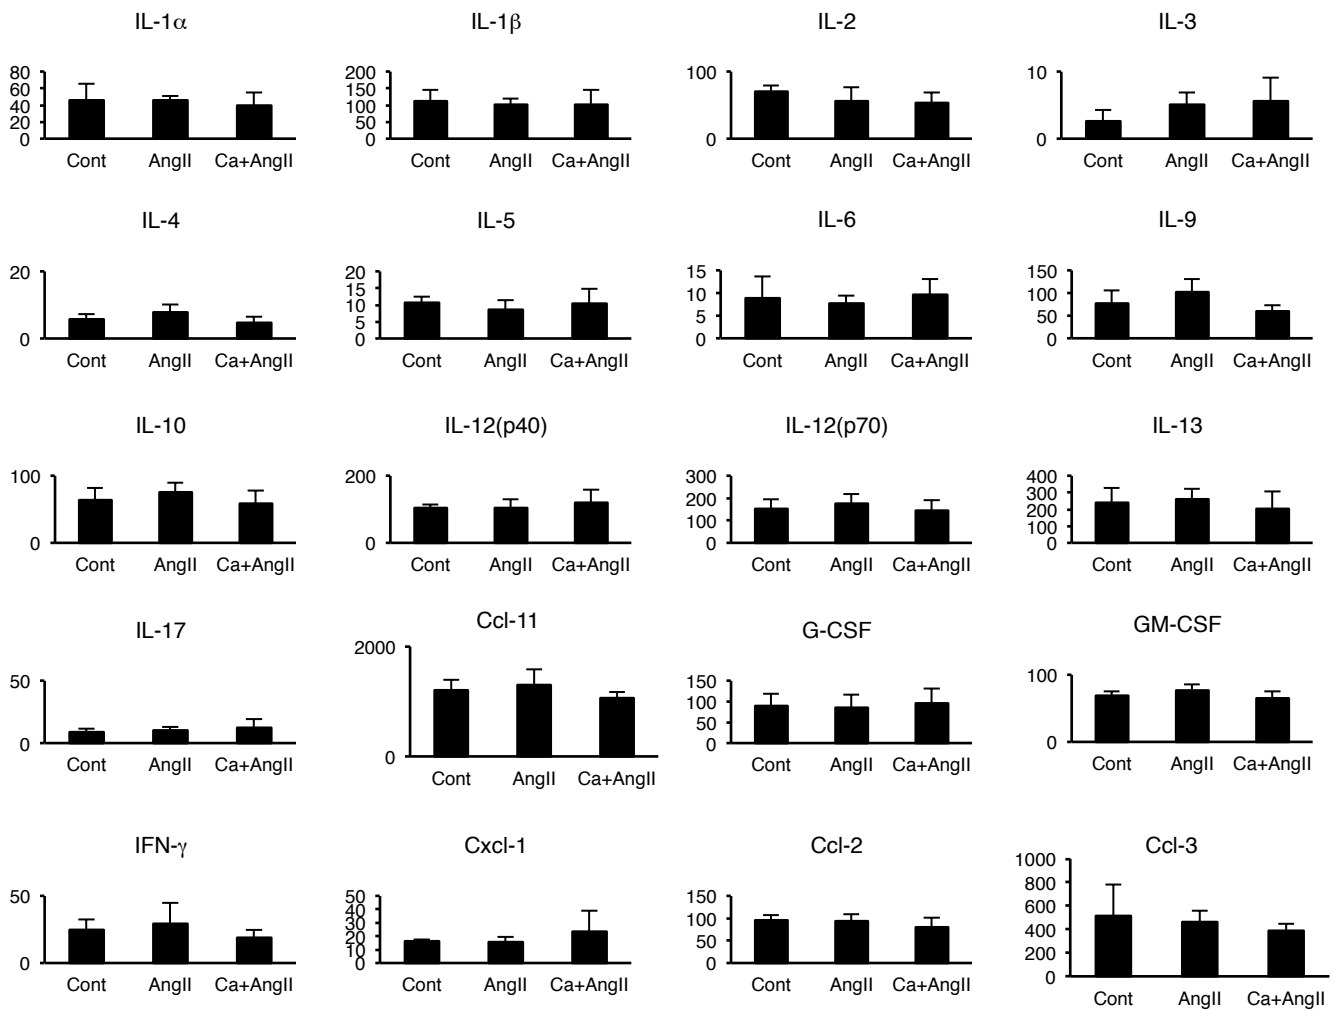 IL-1α
80
60
40
20
0
Cont AngII Ca+AngII
IL-1β
200
150
100
50
0
Cont AngII Ca+AngII
IL-2
100
0
Cont AngII Ca+AngII
IL-3
10
0
Cont AngII Ca+AngII
IL-4
20
0
Cont AngII Ca+AngII
IL-5
20
15
10
5
0
Cont AngII Ca+AngII
IL-6
15
10
5
0
Cont AngII Ca+AngII
IL-9
150
100
50
0
Cont AngII Ca+AngII
IL-10
100
0
Cont AngII Ca+AngII
IL-12(p40)
200
0
Cont AngII Ca+AngII
IL-12(p70)
300
200
100
0
Cont AngII Ca+AngII
IL-13
400
300
200
100
0
Cont AngII Ca+AngII
IL-17
50
0
Cont AngII Ca+AngII
Ccl-11
2000
0
Cont AngII Ca+AngII
G-CSF
150
100
50
0
Cont AngII Ca+AngII
GM-CSF
100
0
Cont AngII Ca+AngII
IFN-γ
50
0
Cont AngII Ca+AngII
Cxcl-1
50
40
30
20
10
0
Cont AngII Ca+AngII
Ccl-2
150
100
50
0
Cont AngII Ca+AngII
Ccl-3
1000
800
600
400
200
0
Cont AngII Ca+AngII